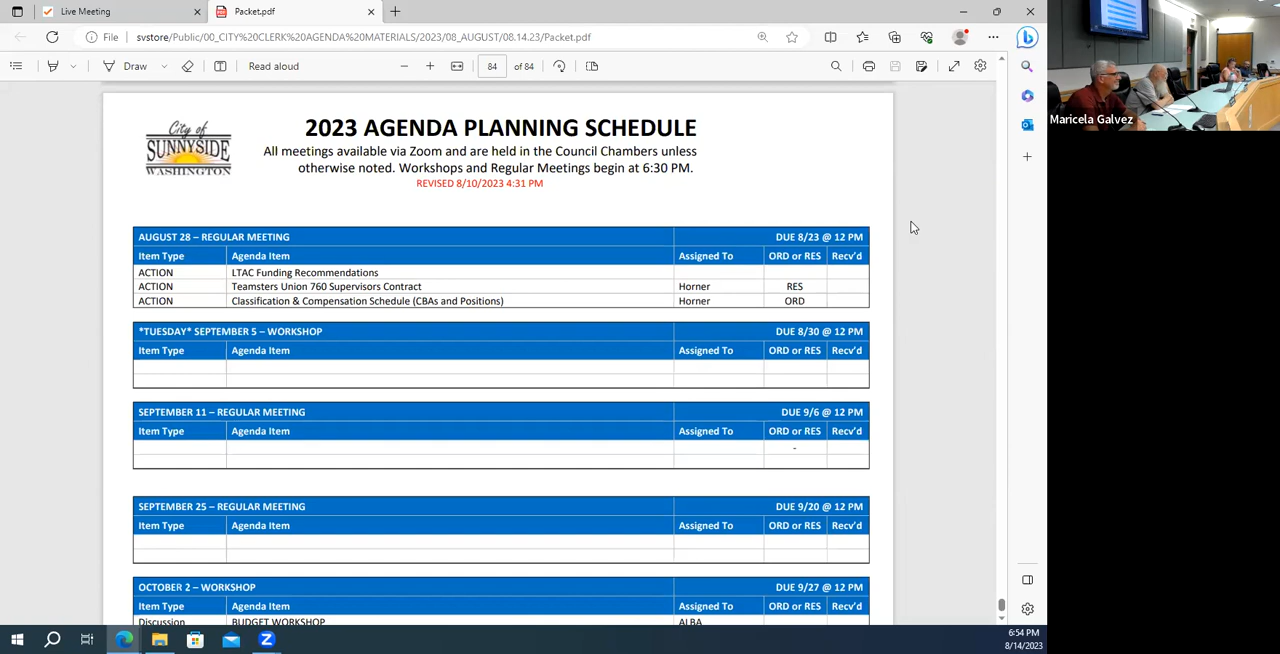 Live Meeting
Packet.pdf
File
svstore/Public/00_CITY%20CLERK%20AGENDA%20MATERIALS/2023/08_AUGUST/08.14.23/Packet.pdf
Draw
Read aloud
84 of 84
City of
SUNNYSIDE
WASHINGTON
2023 AGENDA PLANNING SCHEDULE
All meetings available via Zoom and are held in the Council Chambers unless
otherwise noted. Workshops and Regular Meetings begin at 6:30 PM.
REVISED 8/10/2023 4:31 PM
AUGUST 28 – REGULAR MEETING DUE 8/23 @ 12 PM
Item Type Agenda Item Assigned To ORD or RES Recv'd
ACTION LTAC Funding Recommendations
ACTION Teamsters Union 760 Supervisors Contract Horner RES
ACTION Classification & Compensation Schedule (CBAs and Positions) Horner ORD
*TUESDAY* SEPTEMBER 5 – WORKSHOP DUE 8/30 @ 12 PM
Item Type Agenda Item Assigned To ORD or RES Recv'd
SEPTEMBER 11 – REGULAR MEETING DUE 9/6 @ 12 PM
Item Type Agenda Item Assigned To ORD or RES Recv'd
-
SEPTEMBER 25 – REGULAR MEETING DUE 9/20 @ 12 PM
Item Type Agenda Item Assigned To ORD or RES Recv'd
OCTOBER 2 – WORKSHOP DUE 9/27 @ 12 PM
Item Type Agenda Item Assigned To ORD or RES Recv'd
Discussion BUDGET WORKSHOP ALBA
Maricela Galvez
6:54 PM
8/14/2023